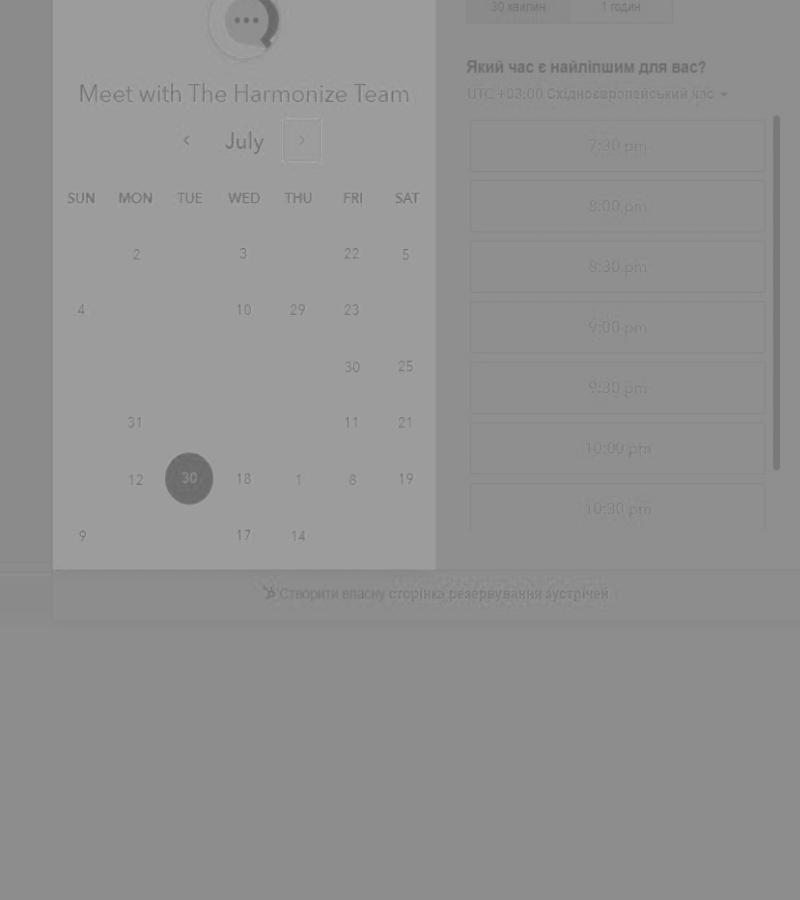 30 хвилин 1 годин
Meet with The Harmonize Team
July
SUN MON TUE WED THU FRI SAT
2 3 22 5
4 10 29 23
30 25
31 11 21
12 30 18 1 8 19
9 17 14
Який час є найліпшим для вас?
UTC +03:00 Східноєвропейський час
7:30 pm
8:00 pm
8:30 pm
9:00 pm
9:30 pm
10:00 pm
10:30 pm
Створити власну сторінка резервування зустрічей